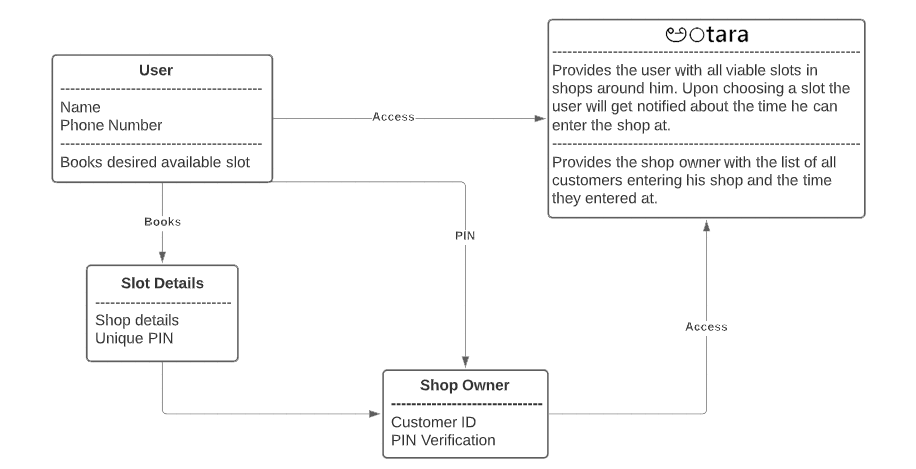 ಅಂtara
User
Name
Phone Number
Books desired available slot
Access
Provides the user with all viable slots in
shops around him. Upon choosing a slot the
user will get notified about the time he can
enter the shop at.
Provides the shop owner with the list of all
customers entering his shop and the time
they entered at.
Books
PIN
Slot Details
Shop details
Unique PIN
Access
Shop Owner
Customer ID
PIN Verification